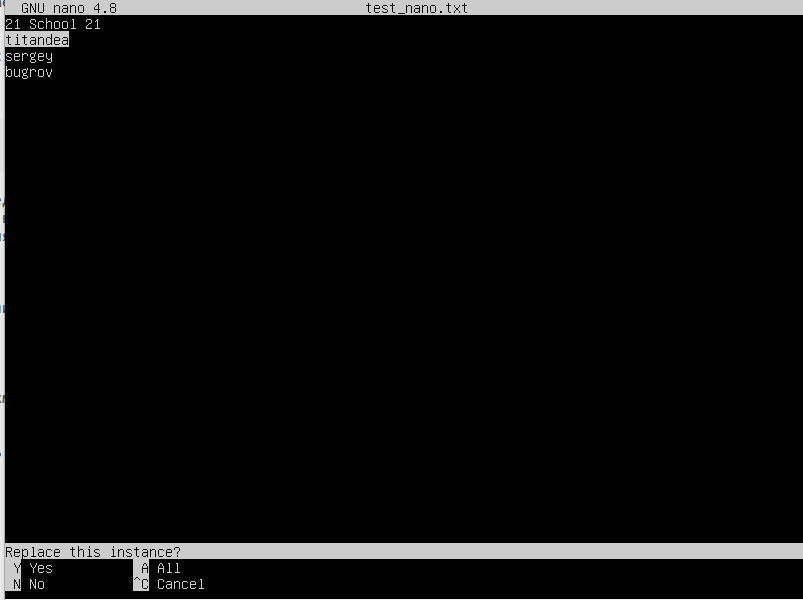 GNU nano 4.8 test_nano.txt
21 School 21
titandea
sergey
bugrov
Replace this instance?
Y Yes A All
N No ^C Cancel